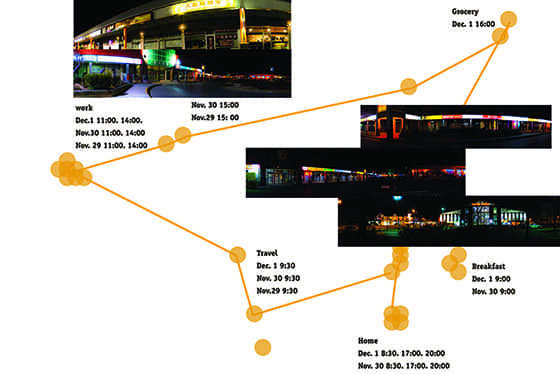 Grocery
Dec. 1 16:00
work
Dec.1 11:00. 14:00.
Nov.30 11:00. 14:00
Nov. 29 11:00. 14:00
Nov. 30 15:00
Nov.29 15: 00
Travel
Dec. 1 9:30
Nov. 30 9:30
Nov.29 9:30
Breakfast
Dec. 1 9:00
Nov. 30 9:00
Home
Dec. 1 8:30. 17:00. 20:00
Nov. 30 8:30. 17:00. 20:00